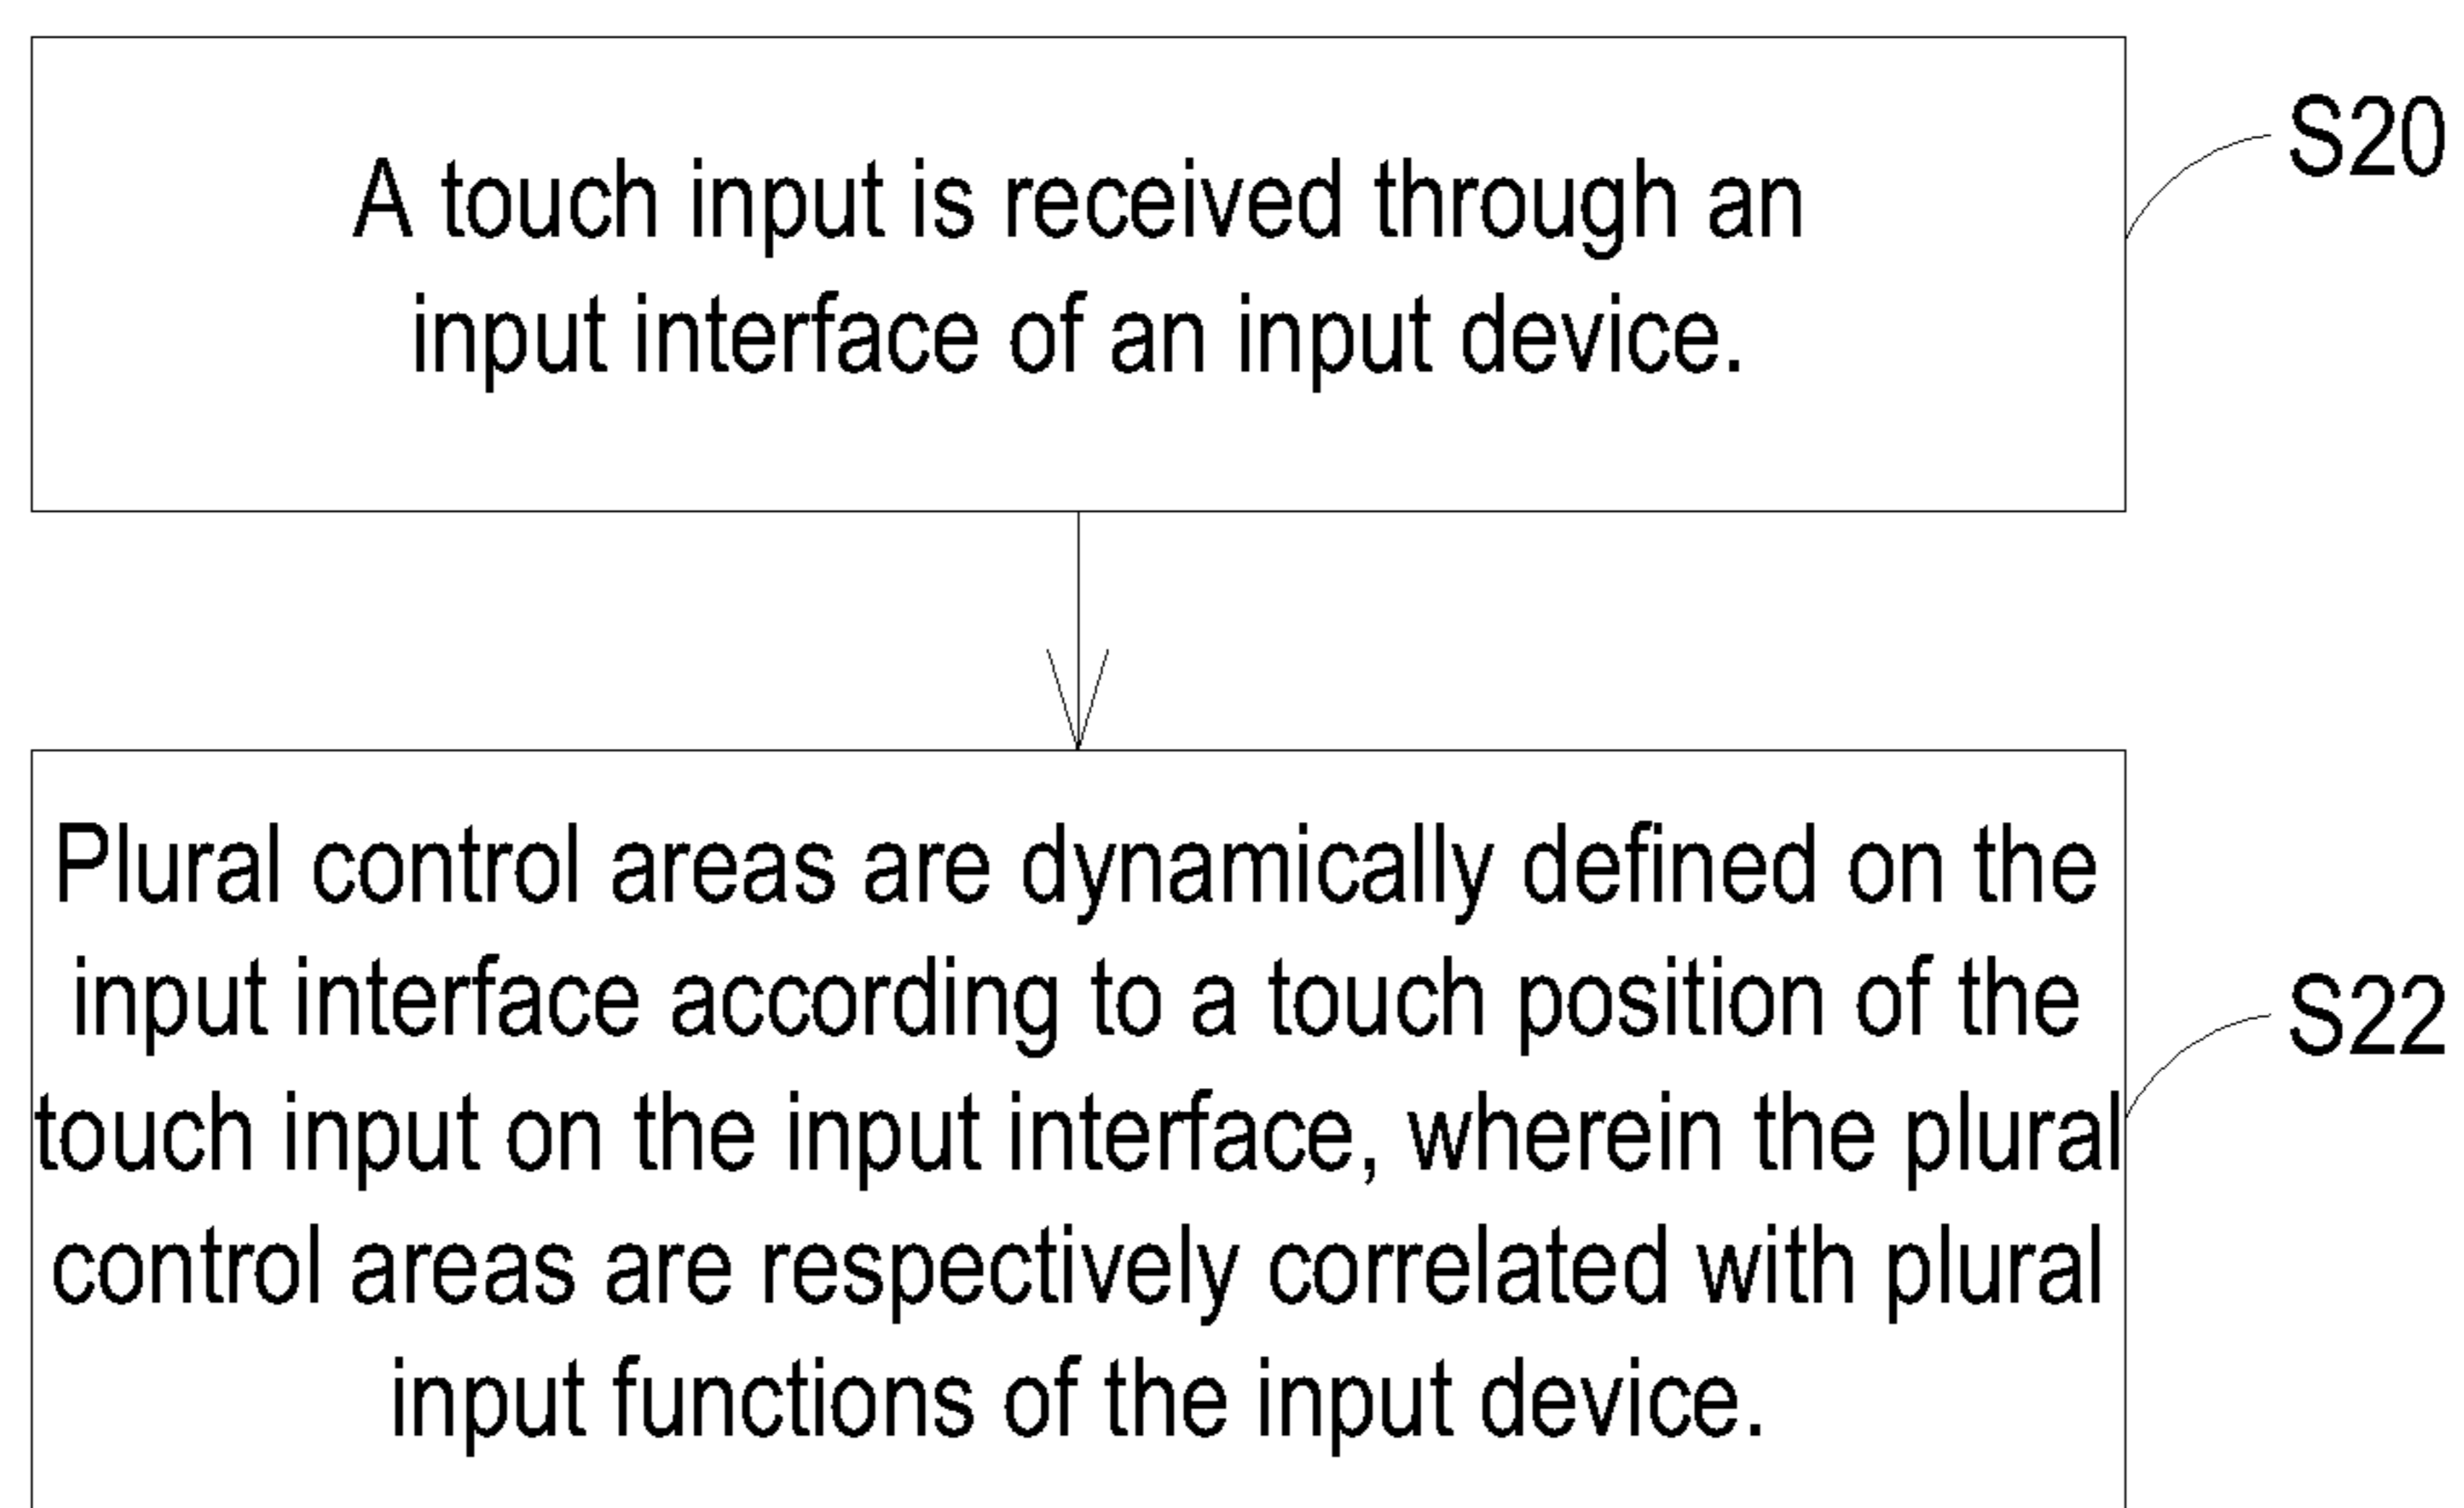 A touch input is received through an
input interface of an input device.
S20
Plural control areas are dynamically defined on the
input interface according to a touch position of the
touch input on the input interface, wherein the plural
control areas are respectively correlated with plural
input functions of the input device.
S22